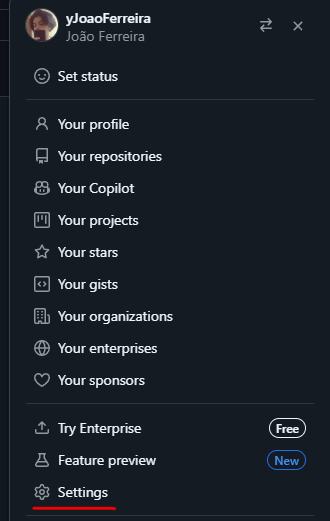 yJoaoFerreira
João Ferreira
Set status
Your profile
Your repositories
Your Copilot
Your projects
Your stars
Your gists
Your organizations
Your enterprises
Your sponsors
Try Enterprise Free
Feature preview New
Settings